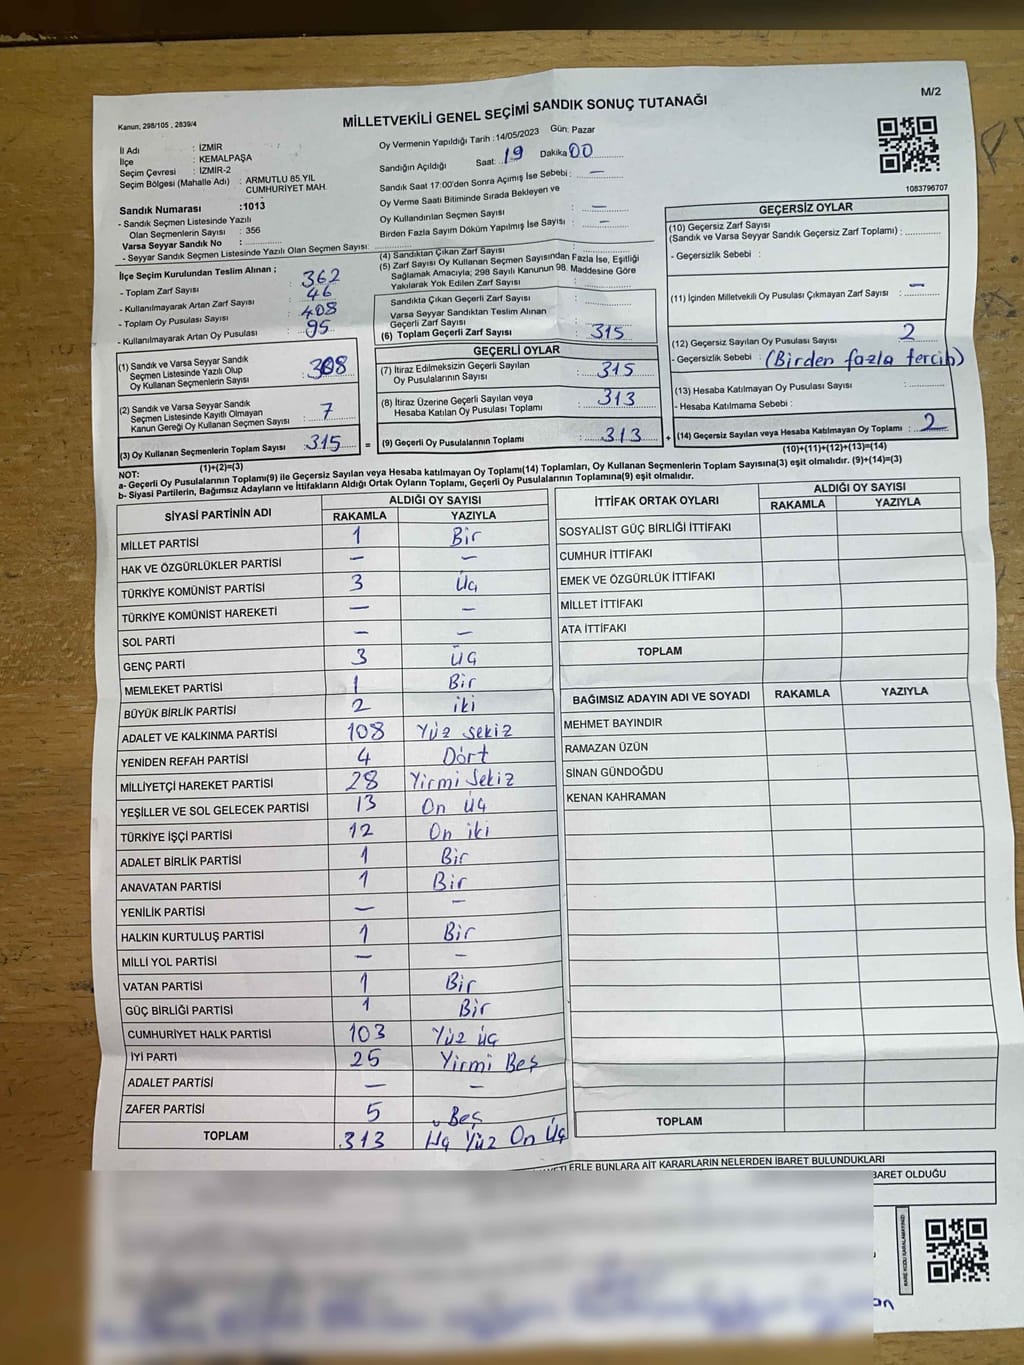 M/2
Kanun, 298/105 , 2839/4
MİLLETVEKİLİ GENEL SEÇİMİ SANDIK SONUÇ TUTANAĞI
İl Adı : İZMİR
İlçe : KEMALPAŞA
Seçim Çevresi : İZMİR-2
Seçim Bölgesi (Mahalle Adı) : ARMUTLU 85.YIL
CUMHURİYET MAH.
Sandık Numarası :1013
- Sandık Seçmen Listesinde Yazılı
Olan Seçmenlerin Sayısı : 356
Varsa Seyyar Sandık No :
- Seyyar Sandık Seçmen Listesinde Yazılı Olan Seçmen Sayısı:
Oy Vermenin Yapıldığı Tarih : 14/05/2023 Gün: Pazar
Sandığın Açıldığı Saat 19 Dakika 00
Sandık Saat 17:00'den Sonra Açımış İse Sebebi : —
Oy Verme Saati Bitiminde Sırada Bekleyen ve
Oy Kullandırılan Seçmen Sayısı : —
Birden Fazla Sayım Döküm Yapılmış İse Sayısı : —
1083796707
İlçe Seçim Kurulundan Teslim Alınan ;
- Toplam Zarf Sayısı : 362
- Kullanılmayarak Artan Zarf Sayısı : 46
- Toplam Oy Pusulası Sayısı : 408
- Kullanılmayarak Artan Oy Pusulası : 95
(1) Sandık ve Varsa Seyyar Sandık
Seçmen Listesinde Yazılı Olup
Oy Kullanan Seçmenlerin Sayısı : 308
(2) Sandık ve Varsa Seyyar Sandık
Seçmen Listesinde Kayıtlı Olmayan
Kanun Gereği Oy Kullanan Seçmen Sayısı : 7
(3) Oy Kullanan Seçmenlerin Toplam Sayısı : 315 =
(1)+(2)=(3)
(4) Sandıktan Çıkan Zarf Sayısı :
(5) Zarf Sayısı Oy Kullanan Seçmen Sayısından Fazla İse, Eşitliği
Sağlamak Amacıyla; 298 Sayılı Kanunun 98. Maddesine Göre
Yakılarak Yok Edilen Zarf Sayısı :
Sandıkta Çıkan Geçerli Zarf Sayısı :
Varsa Seyyar Sandıktan Teslim Alınan
Geçerli Zarf Sayısı :
(6) Toplam Geçerli Zarf Sayısı : 315
GEÇERLİ OYLAR
(7) İtiraz Edilmeksizin Geçerli Sayılan
Oy Pusulalarının Sayısı : 315
(8) İtiraz Üzerine Geçerli Sayılan veya
Hesaba Katılan Oy Pusulası Toplamı : 313
(9) Geçerli Oy Pusulalarının Toplamı : 313 +
GEÇERSİZ OYLAR
(10) Geçersiz Zarf Sayısı
(Sandık ve Varsa Seyyar Sandık Geçersiz Zarf Toplamı) :
- Geçersizlik Sebebi :
(11) İçinden Milletvekili Oy Pusulası Çıkmayan Zarf Sayısı : —
(12) Geçersiz Sayılan Oy Pusulası Sayısı : 2
- Geçersizlik Sebebi : (Birden fazla tercih)
(13) Hesaba Katılmayan Oy Pusulası Sayısı :
- Hesaba Katılmama Sebebi :
(14) Geçersiz Sayılan veya Hesaba Katılmayan Oy Toplamı : 2
(10)+(11)+(12)+(13)=(14)
NOT:
a- Geçerli Oy Pusulalarının Toplamı(9) ile Geçersiz Sayılan veya Hesaba katılmayan Oy Toplamı(14) Toplamları, Oy Kullanan Seçmenlerin Toplam Sayısına(3) eşit olmalıdır. (9)+(14)=(3)
b- Siyasi Partilerin, Bağımsız Adayların ve İttifakların Aldığı Ortak Oyların Toplamı, Geçerli Oy Pusulalarının Toplamına(9) eşit olmalıdır.
SİYASİ PARTİNİN ADI ALDIĞI OY SAYISI
RAKAMLA YAZIYLA
MİLLET PARTİSİ 1 Bir
HAK VE ÖZGÜRLÜKLER PARTİSİ — —
TÜRKİYE KOMÜNİST PARTİSİ 3 Üç
TÜRKİYE KOMÜNİST HAREKETİ — —
SOL PARTİ — —
GENÇ PARTİ 3 Üç
MEMLEKET PARTİSİ 1 Bir
BÜYÜK BİRLİK PARTİSİ 2 iki
ADALET VE KALKINMA PARTİSİ 108 Yüz sekiz
YENİDEN REFAH PARTİSİ 4 Dört
MİLLİYETÇİ HAREKET PARTİSİ 28 Yirmi Sekiz
YEŞİLLER VE SOL GELECEK PARTİSİ 13 On üç
TÜRKİYE İŞÇİ PARTİSİ 12 On iki
ADALET BİRLİK PARTİSİ 1 Bir
ANAVATAN PARTİSİ 1 Bir
YENİLİK PARTİSİ — —
HALKIN KURTULUŞ PARTİSİ 1 Bir
MİLLİ YOL PARTİSİ — —
VATAN PARTİSİ 1 Bir
GÜÇ BİRLİĞİ PARTİSİ 1 Bir
CUMHURİYET HALK PARTİSİ 103 Yüz üç
İYİ PARTİ 25 Yirmi Beş
ADALET PARTİSİ — —
ZAFER PARTİSİ 5 Beş
TOPLAM 313 Üç Yüz On Üç
İTTİFAK ORTAK OYLARI ALDIĞI OY SAYISI
RAKAMLA YAZIYLA
SOSYALİST GÜÇ BİRLİĞİ İTTİFAKI
CUMHUR İTTİFAKI
EMEK VE ÖZGÜRLÜK İTTİFAKI
MİLLET İTTİFAKI
ATA İTTİFAKI
TOPLAM
BAĞIMSIZ ADAYIN ADI VE SOYADI RAKAMLA YAZIYLA
MEHMET BAYINDIR
RAMAZAN ÜZÜN
SİNAN GÜNDOĞDU
KENAN KAHRAMAN
TOPLAM
ERLE BUNLARA AİT KARARLARIN NELERDEN İBARET BULUNDUKLARI
BARET OLDUĞU
KARE KODU KARALAMAYINIZ!